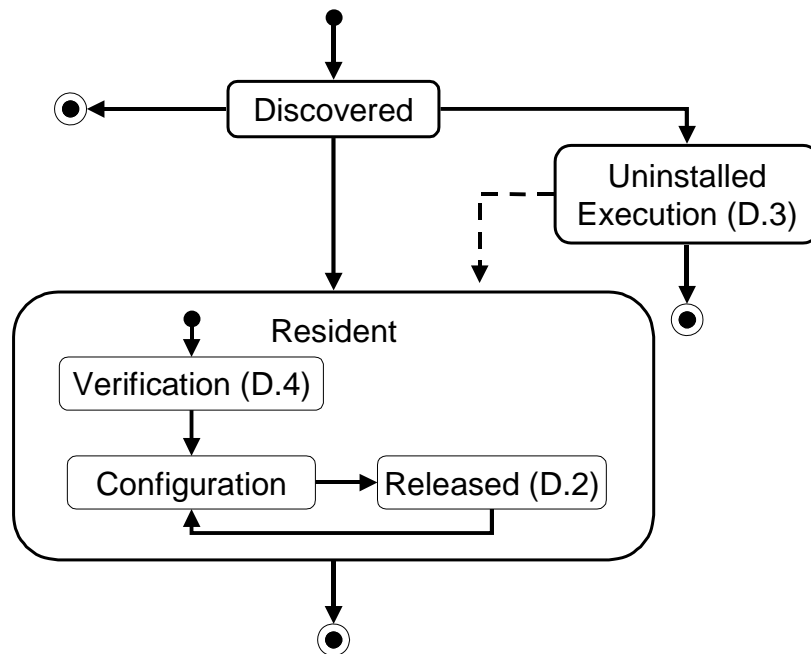 Discovered
Uninstalled
Execution (D.3)
Resident
Verification (D.4)
Configuration
Released (D.2)